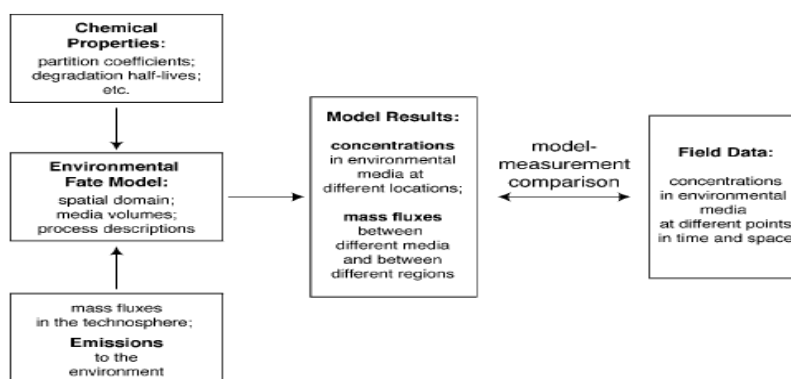 Chemical
Properties:
partition coefficients;
degradation half-lives;
etc.
Environmental
Fate Model:
spatial domain;
media volumes;
process descriptions
mass fluxes
in the technosphere;
Emissions
to the
environment
Model Results:
concentrations
in environmental
media at
different locations;
mass fluxes
between
different media
and between
different regions
model-
measurement
comparison
Field Data:
concentrations
in environmental
media
at different points
in time and space